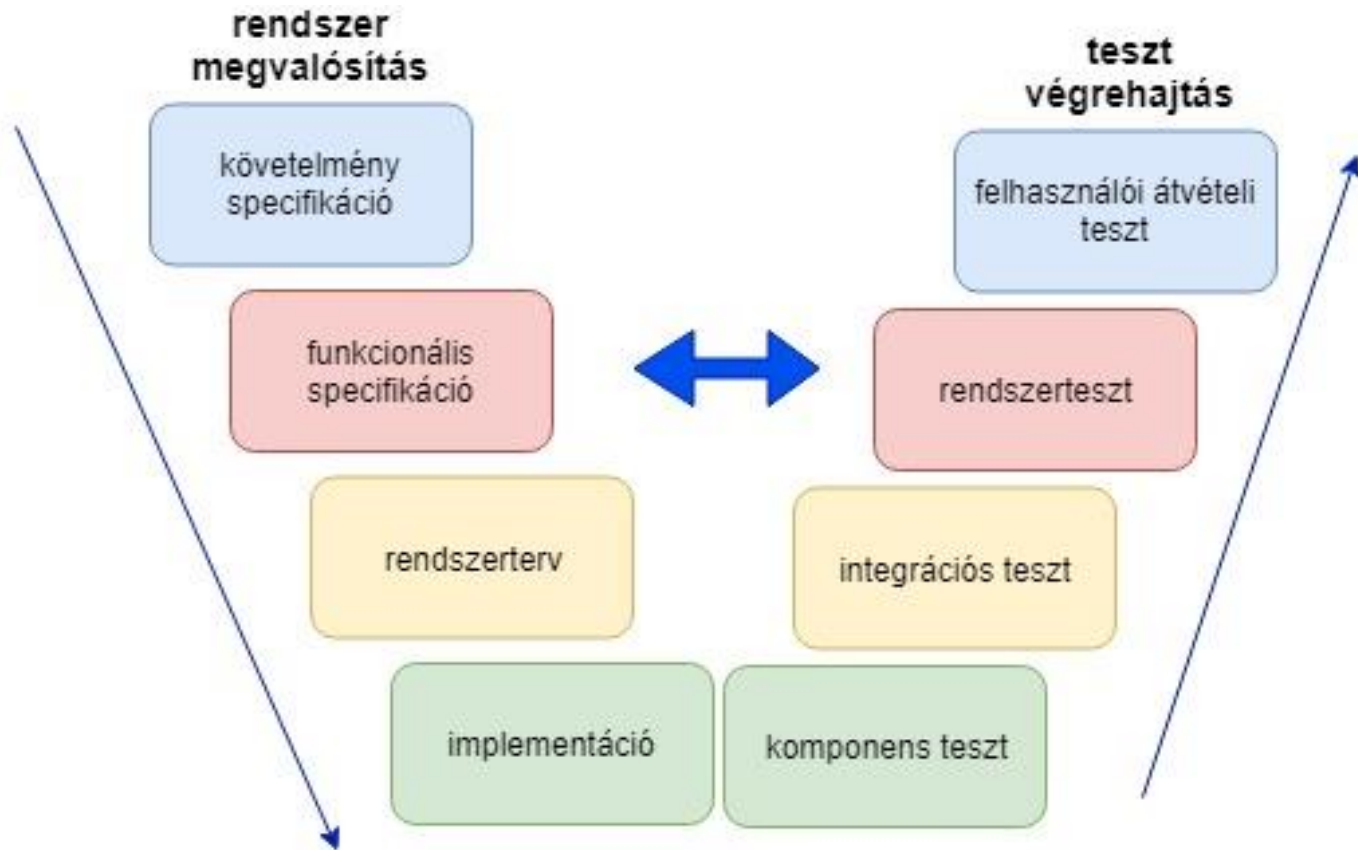 rendszer
megvalósítás
követelmény
specifikáció
funkcionális
specifikáció
rendszerterv
implementáció
teszt
végrehajtás
felhasználói átvételi
teszt
rendszerteszt
integrációs teszt
komponens teszt